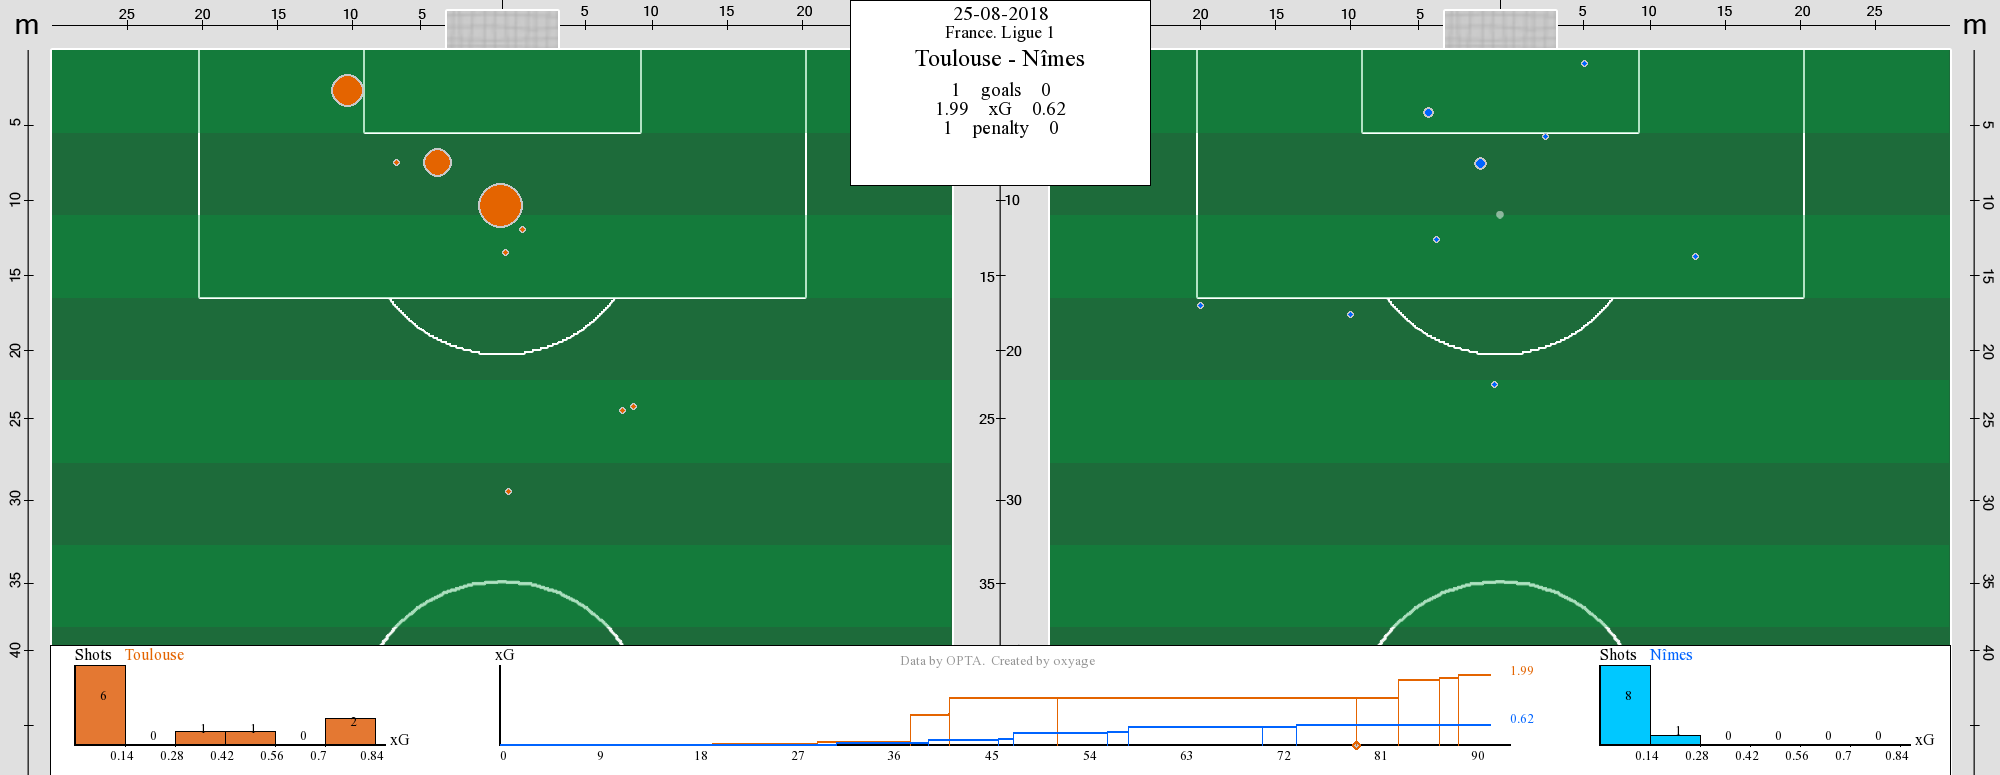 m 25 20 15 10 5 5 10 15 20
25-08-2018
France. Ligue 1
Toulouse - Nîmes
1 goals 0
1.99 xG 0.62
1 penalty 0
20 15 10 5 5 10 15 20 25 m
5 10 15 20 25 30 35 40
10 15 20 25 30 35
5 10 15 20 25 30 35 40
Shots Toulouse
6 0 1 1 0 2 xG
0.14 0.28 0.42 0.56 0.7 0.84
xG
Data by OPTA. Created by oxyage
1.99
0.62
0 9 18 27 36 45 54 63 72 81 90
Shots Nîmes
8 1 0 0 0 0 xG
0.14 0.28 0.42 0.56 0.7 0.84